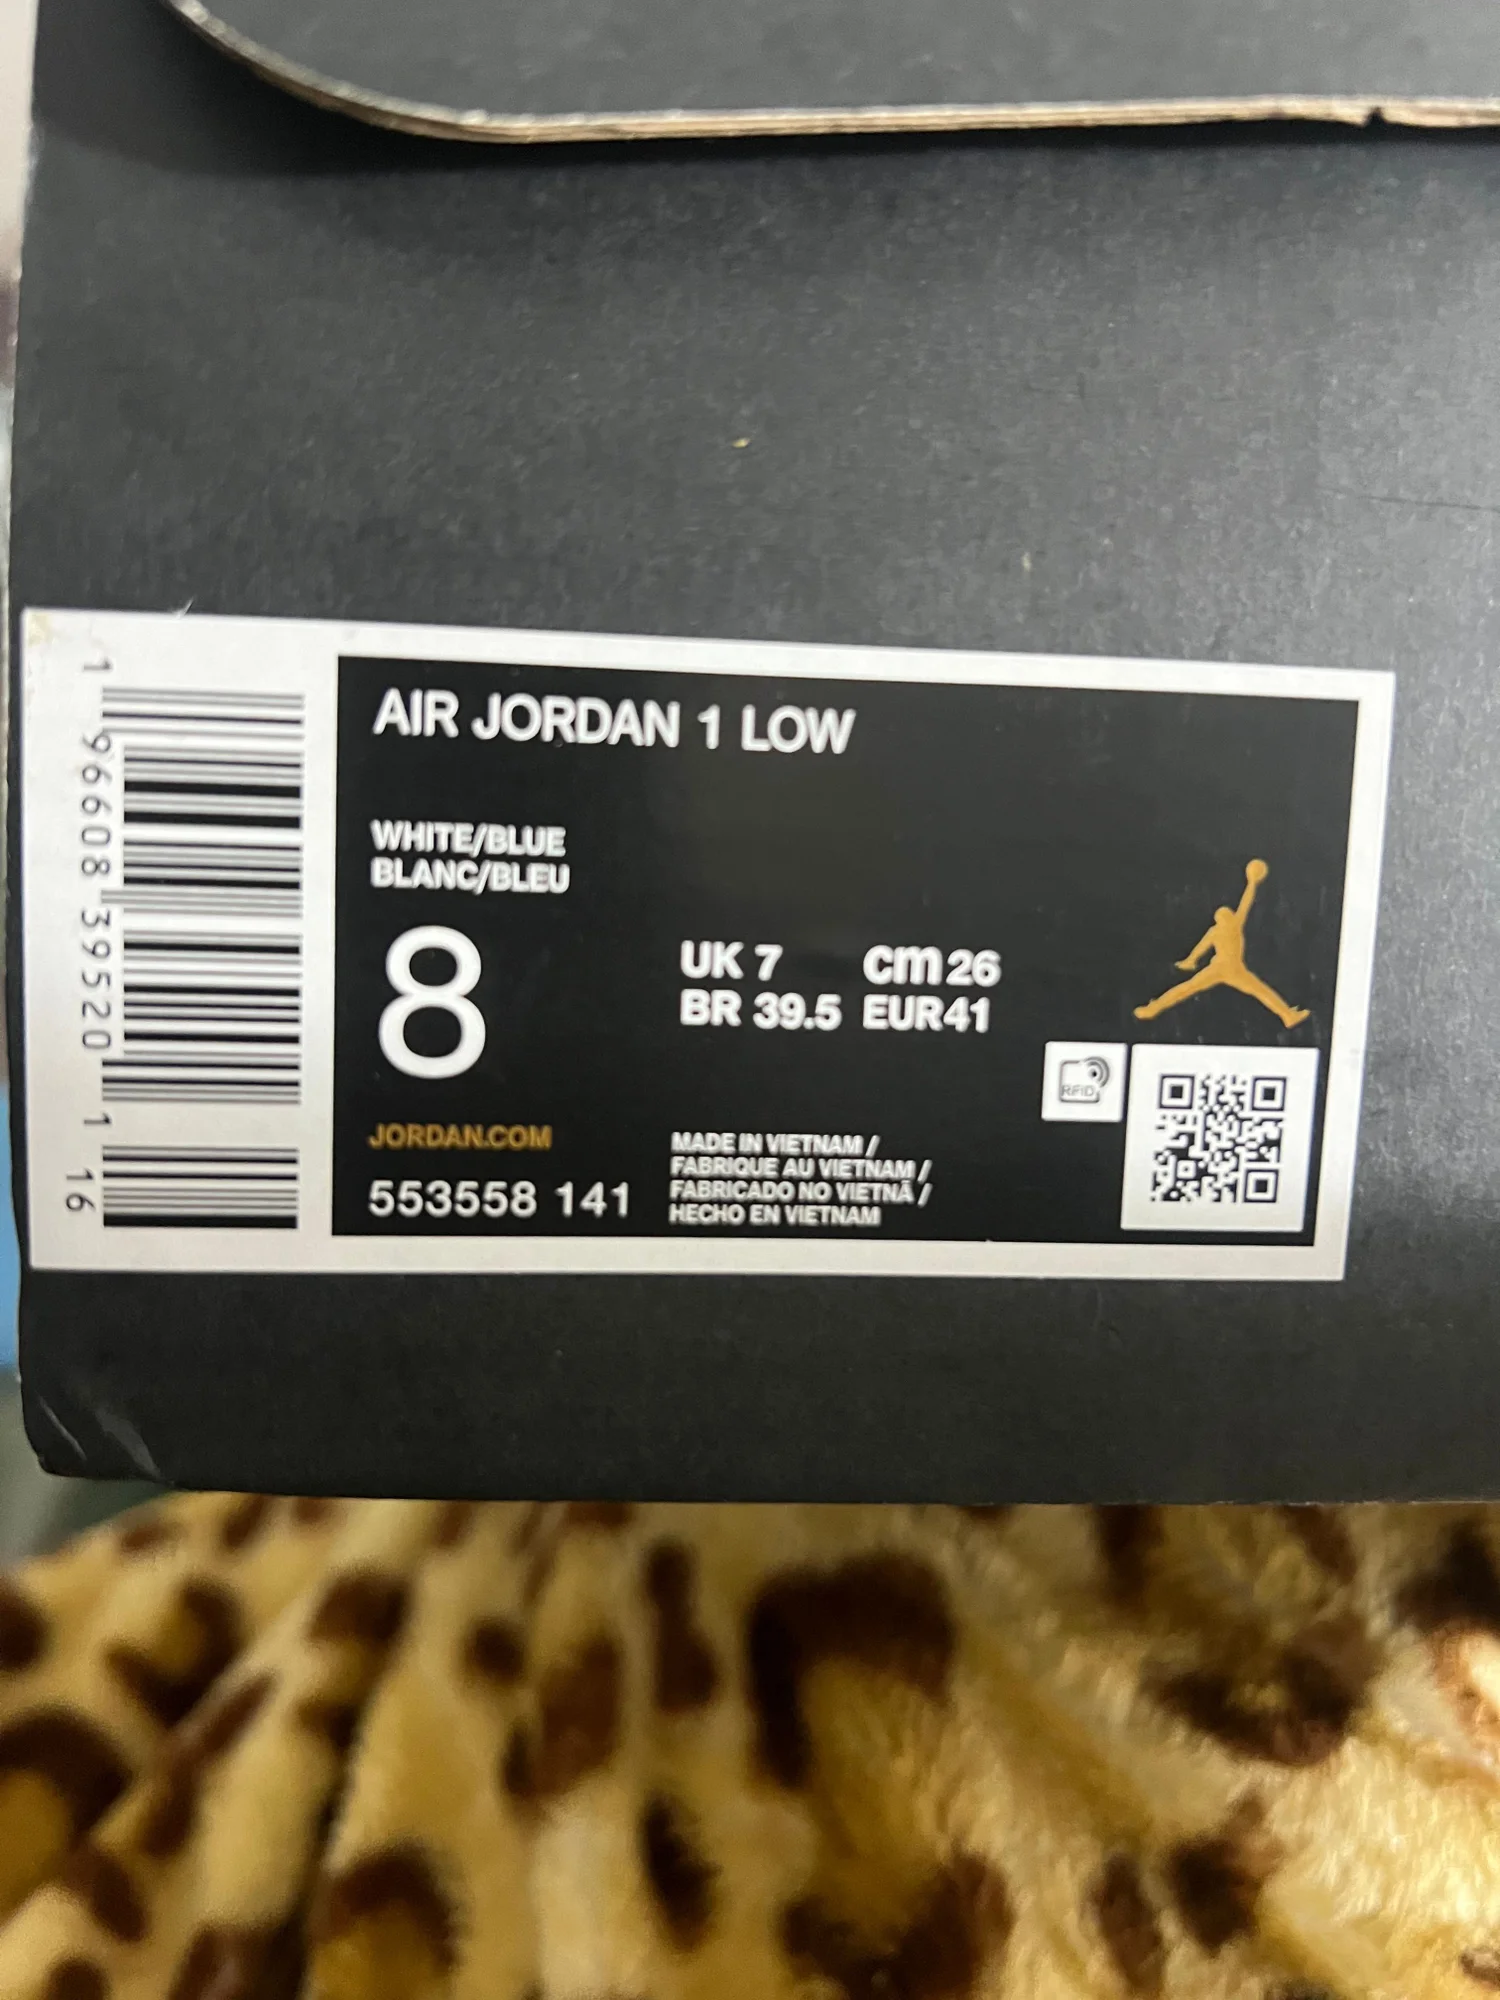 AIR JORDAN 1 LOW
WHITE/BLUE
BLANC/BLEU
8
UK 7 cm 26
BR 39.5 EUR 41
RFID
JORDAN.COM
553558 141
MADE IN VIETNAM /
FABRIQUE AU VIETNAM /
FABRICADO NO VIETNÃ /
HECHO EN VIETNAM
1 96608 39520 1 16